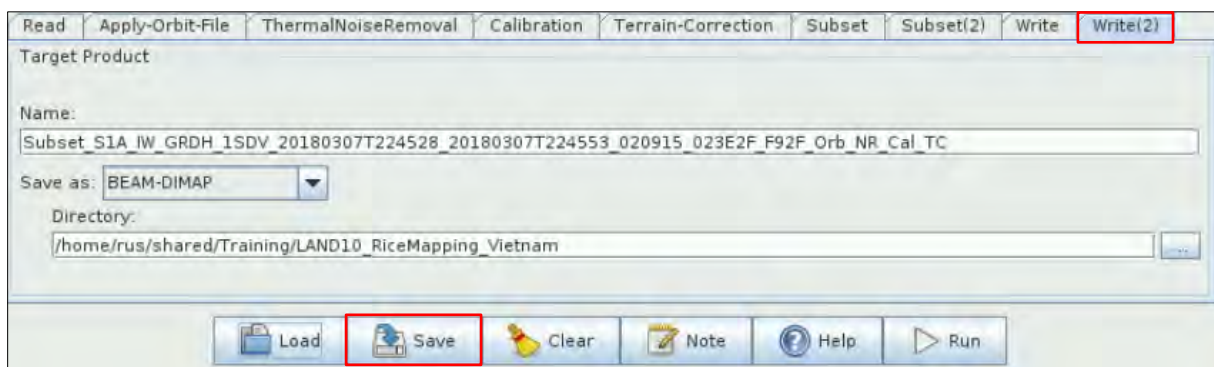 Read Apply-Orbit-File ThermalNoiseRemoval Calibration Terrain-Correction Subset Subset(2) Write Write(2)
Target Product
Name:
Subset_S1A_IW_GRDH_1SDV_20180307T224528_20180307T224553_020915_023E2F_F92F_Orb_NR_Cal_TC
Save as: BEAM-DIMAP
Directory:
/home/rus/shared/Training/LAND10_RiceMapping_Vietnam
...
Load Save Clear Note Help Run